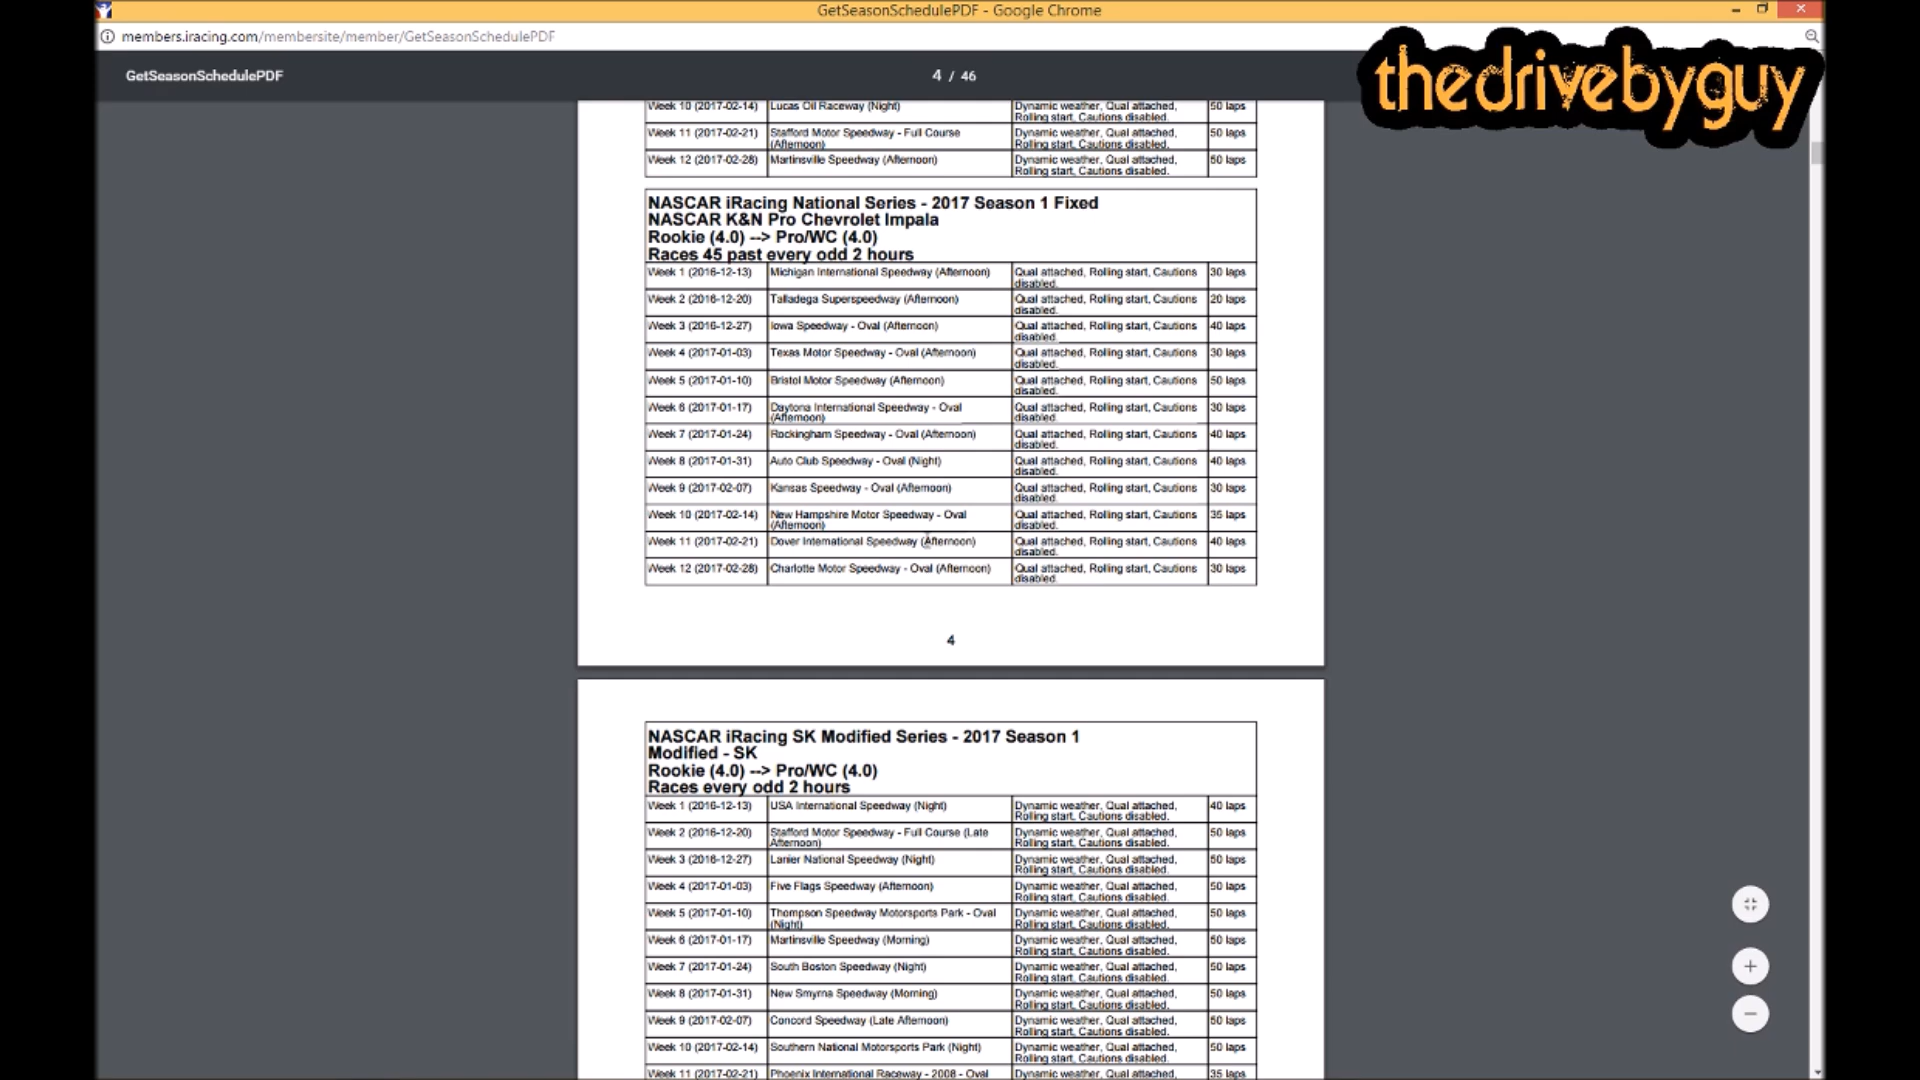 GetSeasonSchedulePDF - Google Chrome
members.iracing.com/membersite/member/GetSeasonSchedulePDF
GetSeasonSchedulePDF
4 / 46
thedrivebyguy
Week 10 (2017-02-14) Lucas Oil Raceway (Night) Dynamic weather, Qual attached, 50 laps
Rolling start, Cautions disabled.
Week 11 (2017-02-21) Stafford Motor Speedway - Full Course Dynamic weather, Qual attached, 50 laps
(Afternoon) Rolling start, Cautions disabled.
Week 12 (2017-02-28) Martinsville Speedway (Afternoon) Dynamic weather, Qual attached, 50 laps
Rolling start, Cautions disabled.
NASCAR iRacing National Series - 2017 Season 1 Fixed
NASCAR K&N Pro Chevrolet Impala
Rookie (4.0) --> Pro/WC (4.0)
Races 45 past every odd 2 hours
Week 1 (2016-12-13) Michigan International Speedway (Afternoon) Qual attached, Rolling start, Cautions 30 laps
disabled.
Week 2 (2016-12-20) Talladega Superspeedway (Afternoon) Qual attached, Rolling start, Cautions 20 laps
disabled.
Week 3 (2016-12-27) Iowa Speedway - Oval (Afternoon) Qual attached, Rolling start, Cautions 40 laps
disabled.
Week 4 (2017-01-03) Texas Motor Speedway - Oval (Afternoon) Qual attached, Rolling start, Cautions 30 laps
disabled.
Week 5 (2017-01-10) Bristol Motor Speedway (Afternoon) Qual attached, Rolling start, Cautions 50 laps
disabled.
Week 6 (2017-01-17) Daytona International Speedway - Oval Qual attached, Rolling start, Cautions 30 laps
(Afternoon) disabled.
Week 7 (2017-01-24) Rockingham Speedway - Oval (Afternoon) Qual attached, Rolling start, Cautions 40 laps
disabled.
Week 8 (2017-01-31) Auto Club Speedway - Oval (Night) Qual attached, Rolling start, Cautions 40 laps
disabled.
Week 9 (2017-02-07) Kansas Speedway - Oval (Afternoon) Qual attached, Rolling start, Cautions 30 laps
disabled.
Week 10 (2017-02-14) New Hampshire Motor Speedway - Oval Qual attached, Rolling start, Cautions 35 laps
(Afternoon) disabled.
Week 11 (2017-02-21) Dover International Speedway (Afternoon) Qual attached, Rolling start, Cautions 40 laps
disabled.
Week 12 (2017-02-28) Charlotte Motor Speedway - Oval (Afternoon) Qual attached, Rolling start, Cautions 30 laps
disabled.
4
NASCAR iRacing SK Modified Series - 2017 Season 1
Modified - SK
Rookie (4.0) --> Pro/WC (4.0)
Races every odd 2 hours
Week 1 (2016-12-13) USA International Speedway (Night) Dynamic weather, Qual attached, 40 laps
Rolling start, Cautions disabled.
Week 2 (2016-12-20) Stafford Motor Speedway - Full Course (Late Dynamic weather, Qual attached, 50 laps
Afternoon) Rolling start, Cautions disabled.
Week 3 (2016-12-27) Lanier National Speedway (Night) Dynamic weather, Qual attached, 50 laps
Rolling start, Cautions disabled.
Week 4 (2017-01-03) Five Flags Speedway (Afternoon) Dynamic weather, Qual attached, 50 laps
Rolling start, Cautions disabled.
Week 5 (2017-01-10) Thompson Speedway Motorsports Park - Oval Dynamic weather, Qual attached, 50 laps
(Night) Rolling start, Cautions disabled.
Week 6 (2017-01-17) Martinsville Speedway (Morning) Dynamic weather, Qual attached, 50 laps
Rolling start, Cautions disabled.
Week 7 (2017-01-24) South Boston Speedway (Night) Dynamic weather, Qual attached, 50 laps
Rolling start, Cautions disabled.
Week 8 (2017-01-31) New Smyrna Speedway (Morning) Dynamic weather, Qual attached, 50 laps
Rolling start, Cautions disabled.
Week 9 (2017-02-07) Concord Speedway (Late Afternoon) Dynamic weather, Qual attached, 50 laps
Rolling start, Cautions disabled.
Week 10 (2017-02-14) Southern National Motorsports Park (Night) Dynamic weather, Qual attached, 50 laps
Rolling start, Cautions disabled.
Week 11 (2017-02-21) Phoenix International Raceway - 2008 - Oval Dynamic weather, Qual attached, 35 laps